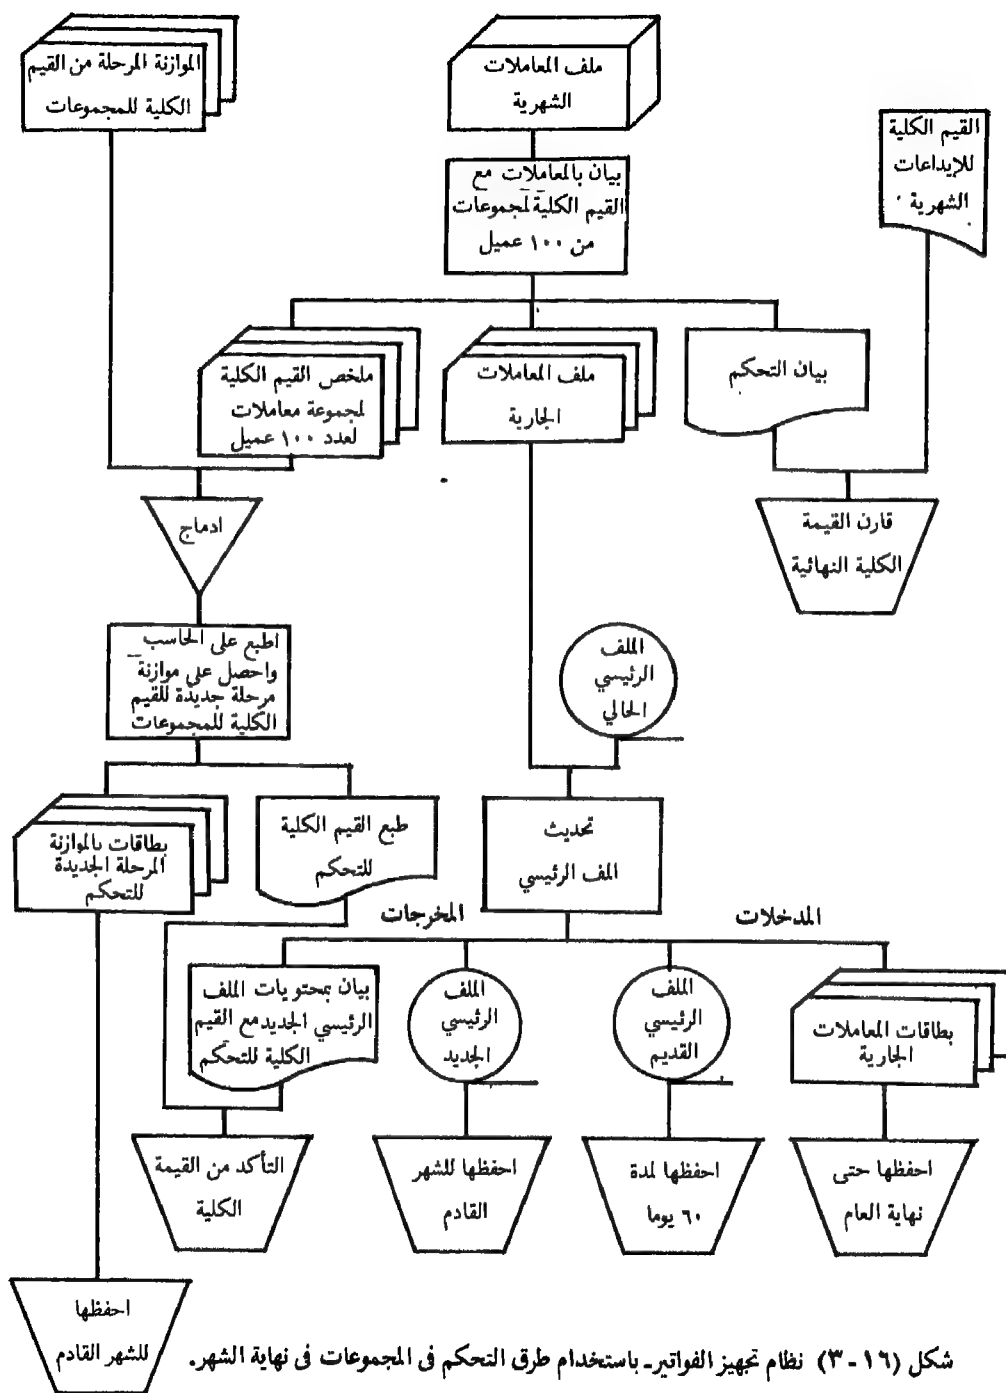 الموازنة المرحلة من القيم
الكلية للمجموعات
ملف المعاملات
الشهرية
القيم الكلية
للإيداعات
الشهرية
بيان بالمعاملات مع
القيم الكلية لمجموعات
من ١٠٠ عميل
ملخص القيم الكلية
لمجموعة معاملات
لعدد ١٠٠ عميل
ملف المعاملات
الجارية
بيان التحكم
ادماج
قارن القيمة
الكلية النهائية
اطبع على الحاسب
واحصل على موازنة
مرحلة جديدة للقيم
الكلية للمجموعات
الملف
الرئيسي
الحالي
بطاقات بالموازنة
المرحلة الجديدة
للتحكم
طبع القيم الكلية
للتحكم
تحديث
الملف الرئيسي
المخرجات
المدخلات
بيان بمحتويات الملف
الرئيسي الجديد مع القيم
الكلية للتحكم
الملف
الرئيسي
الجديد
الملف
الرئيسي
القديم
بطاقات المعاملات
الجارية
التأكد من القيمة
الكلية
احفظها للشهر
القادم
احفظها لمدة
٦٠ يوما
احفظها حتى
نهاية العام
احفظها
للشهر القادم
شكل (١٦ - ٣) نظام تجهيز الفواتير ـ باستخدام طرق التحكم فى المجموعات فى نهاية الشهر.